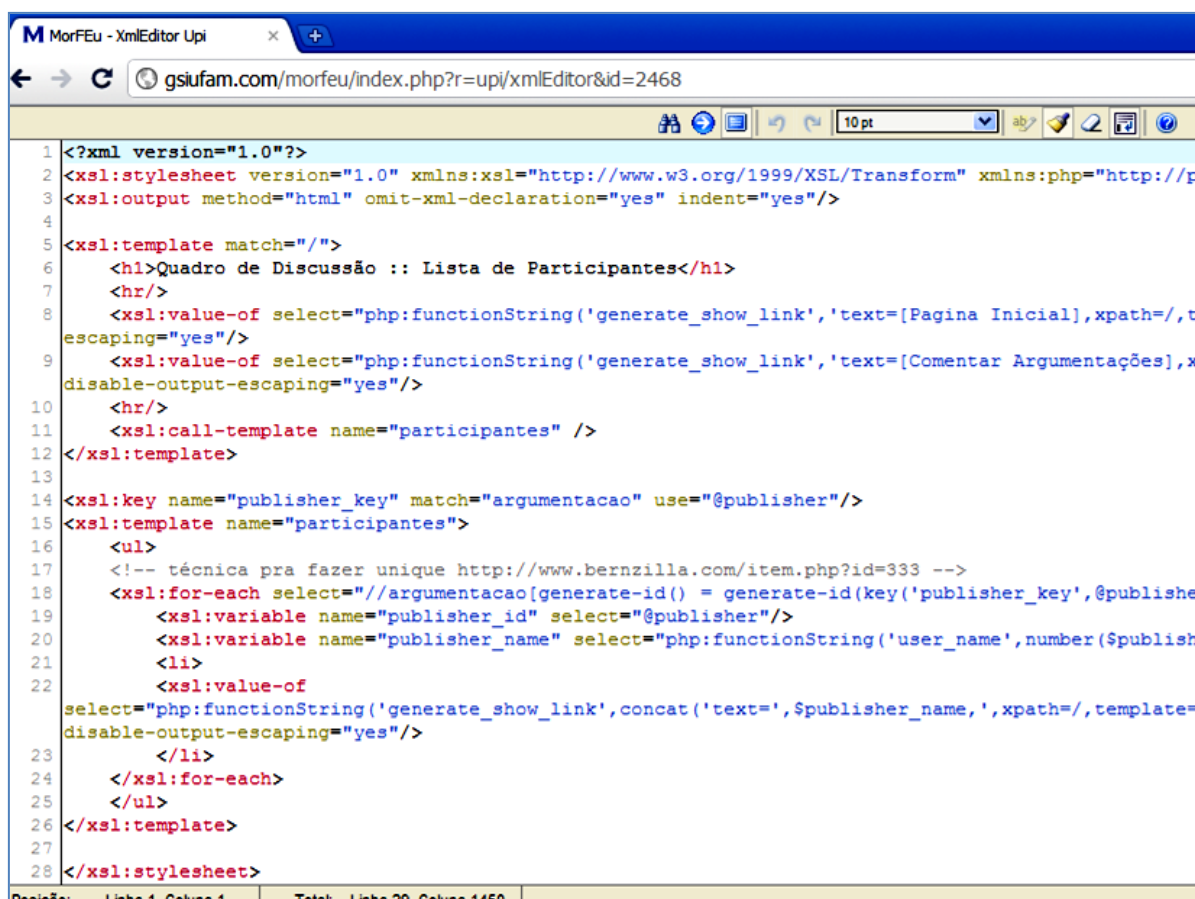 M MorFEu - XmlEditor Upi
gsiufam.com/morfeu/index.php?r=upi/xmlEditor&id=2468
10 pt
1 <?xml version="1.0"?>
2 <xsl:stylesheet version="1.0" xmlns:xsl="http://www.w3.org/1999/XSL/Transform" xmlns:php="http://p
3 <xsl:output method="html" omit-xml-declaration="yes" indent="yes"/>
4
5 <xsl:template match="/">
6 <h1>Quadro de Discussão :: Lista de Participantes</h1>
7 <hr/>
8 <xsl:value-of select="php:functionString('generate_show_link','text=[Pagina Inicial],xpath=/,t
escaping="yes"/>
9 <xsl:value-of select="php:functionString('generate_show_link','text=[Comentar Argumentações],x
disable-output-escaping="yes"/>
10 <hr/>
11 <xsl:call-template name="participantes" />
12 </xsl:template>
13
14 <xsl:key name="publisher_key" match="argumentacao" use="@publisher"/>
15 <xsl:template name="participantes">
16 <ul>
17 <!-- técnica pra fazer unique http://www.bernzilla.com/item.php?id=333 -->
18 <xsl:for-each select="//argumentacao[generate-id() = generate-id(key('publisher_key',@publishe
19 <xsl:variable name="publisher_id" select="@publisher"/>
20 <xsl:variable name="publisher_name" select="php:functionString('user_name',number($publish
21 <li>
22 <xsl:value-of
select="php:functionString('generate_show_link',concat('text=',$publisher_name,',xpath=/,template=
disable-output-escaping="yes"/>
23 </li>
24 </xsl:for-each>
25 </ul>
26 </xsl:template>
27
28 </xsl:stylesheet>